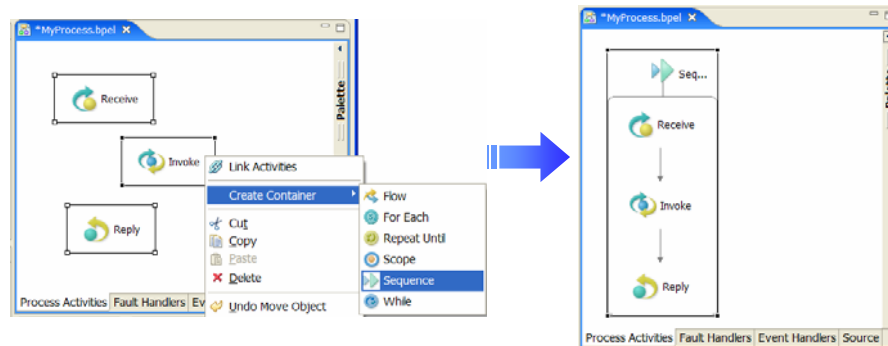 *MyProcess.bpel
Palette
Receive
Invoke
Reply
Link Activities
Create Container
Cut
Copy
Paste
Delete
Undo Move Object
Flow
For Each
Repeat Until
Scope
Sequence
While
Process Activities Fault Handlers Ev
*MyProcess.bpel
Seq...
Receive
Invoke
Reply
Process Activities Fault Handlers Event Handlers Source